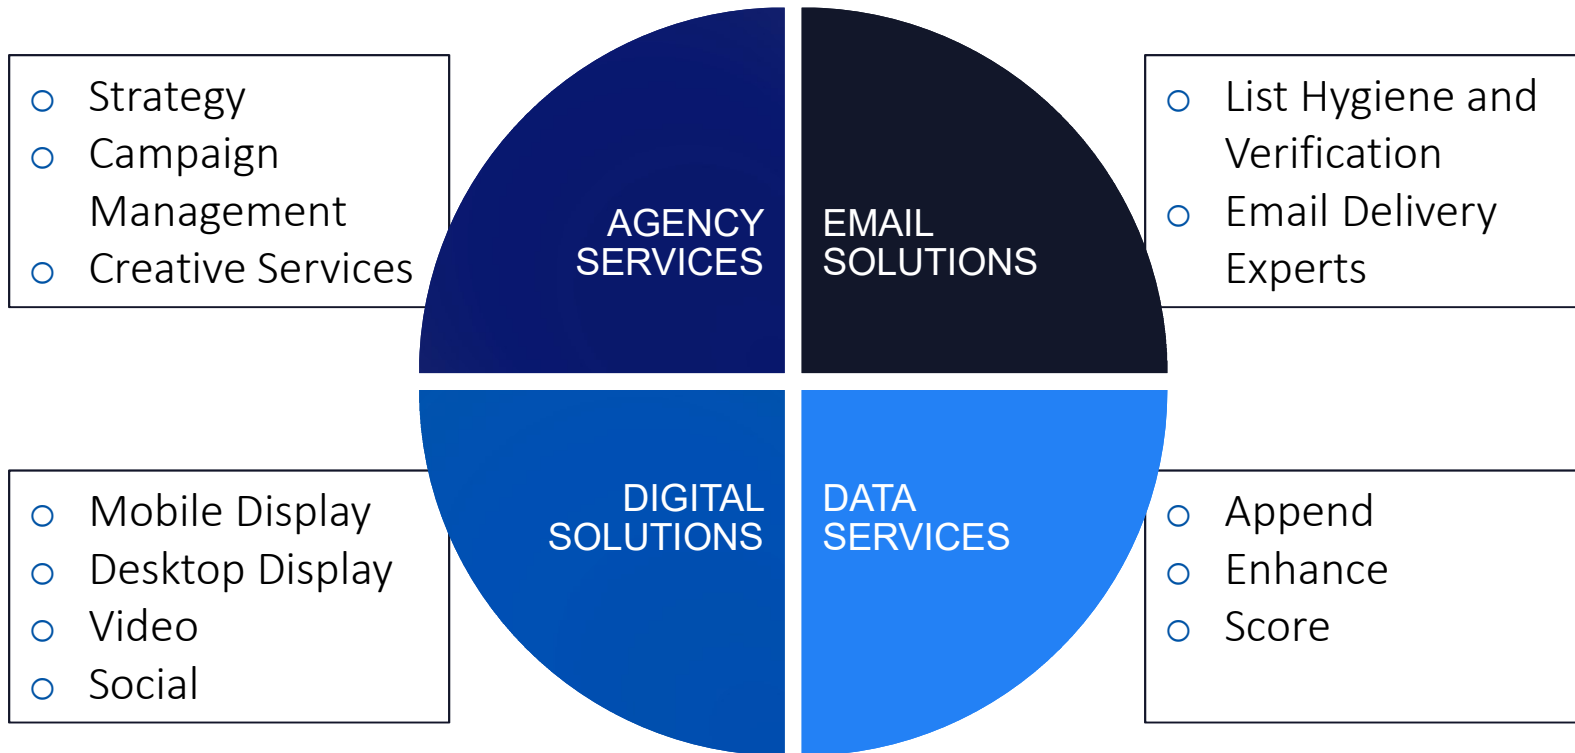 Strategy
Campaign
Management
Creative Services
AGENCY
SERVICES
EMAIL
SOLUTIONS
List Hygiene and
Verification
Email Delivery
Experts
Mobile Display
Desktop Display
Video
Social
DIGITAL
SOLUTIONS
DATA
SERVICES
Append
Enhance
Score